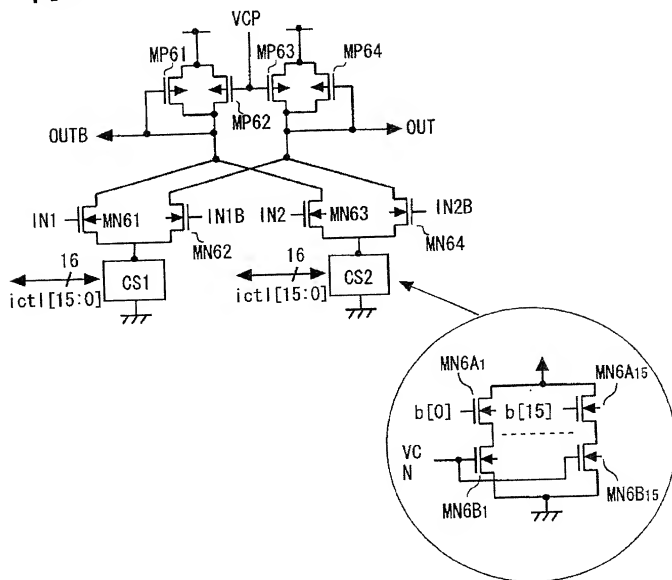 VCP
MP61
MP63
MP64
MP62
OUTB
OUT
IN1
MN61
IN1B
IN2
MN63
IN2B
MN62
MN64
16
CS1
ictl[15:0]
16
CS2
ictl[15:0]
MN6A1
MN6A15
b[0]
b[15]
VC
N
MN6B1
MN6B15